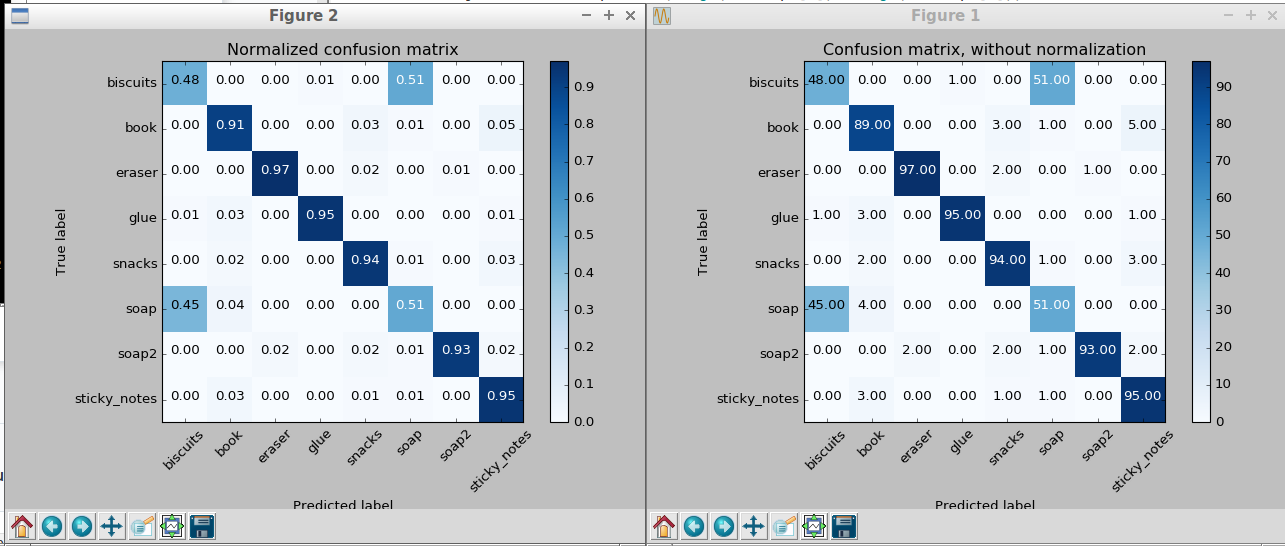 Figure 2
Normalized confusion matrix
biscuits 0.48 0.00 0.00 0.01 0.00 0.51 0.00 0.00
book 0.00 0.91 0.00 0.00 0.03 0.01 0.00 0.05
eraser 0.00 0.00 0.97 0.00 0.02 0.00 0.01 0.00
glue 0.01 0.03 0.00 0.95 0.00 0.00 0.00 0.01
snacks 0.00 0.02 0.00 0.00 0.94 0.01 0.00 0.03
soap 0.45 0.04 0.00 0.00 0.00 0.51 0.00 0.00
soap2 0.00 0.00 0.02 0.00 0.02 0.01 0.93 0.02
sticky_notes 0.00 0.03 0.00 0.00 0.01 0.01 0.00 0.95
True label
biscuits book eraser glue snacks soap soap2 sticky_notes
Predicted label
0.9
0.8
0.7
0.6
0.5
0.4
0.3
0.2
0.1
0.0
Figure 1
Confusion matrix, without normalization
biscuits 48.00 0.00 0.00 1.00 0.00 51.00 0.00 0.00
book 0.00 89.00 0.00 0.00 3.00 1.00 0.00 5.00
eraser 0.00 0.00 97.00 0.00 2.00 0.00 1.00 0.00
glue 1.00 3.00 0.00 95.00 0.00 0.00 0.00 1.00
snacks 0.00 2.00 0.00 0.00 94.00 1.00 0.00 3.00
soap 45.00 4.00 0.00 0.00 0.00 51.00 0.00 0.00
soap2 0.00 0.00 2.00 0.00 2.00 1.00 93.00 2.00
sticky_notes 0.00 3.00 0.00 0.00 1.00 1.00 0.00 95.00
True label
biscuits book eraser glue snacks soap soap2 sticky_notes
Predicted label
90
80
70
60
50
40
30
20
10
0